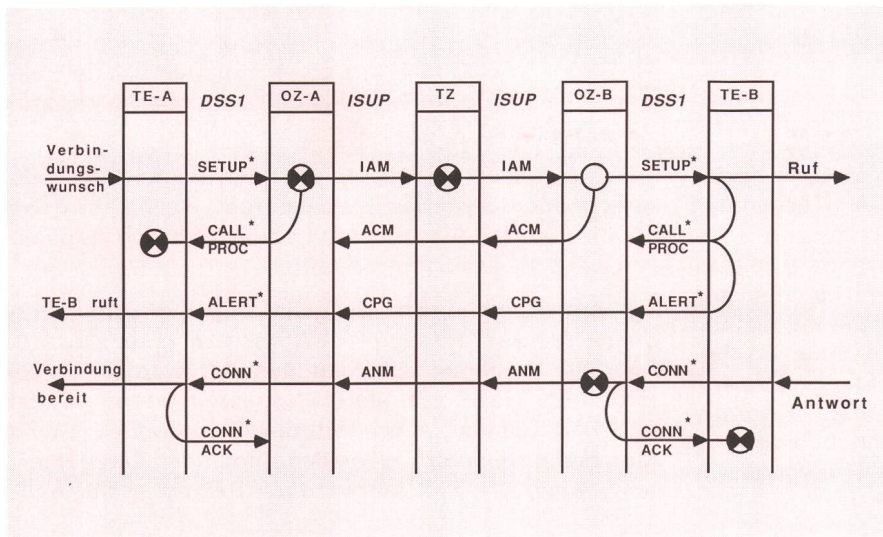 TE-A DSS1 OZ-A ISUP TZ ISUP OZ-B DSS1 TE-B
Verbin-
dungs-
wunsch
SETUP* IAM IAM SETUP* Ruf
CALL* ACM ACM CALL*
PROC PROC
TE-B ruft ALERT* CPG CPG ALERT*
Verbindung
bereit
CONN* ANM ANM CONN*
Antwort
CONN* CONN*
ACK ACK